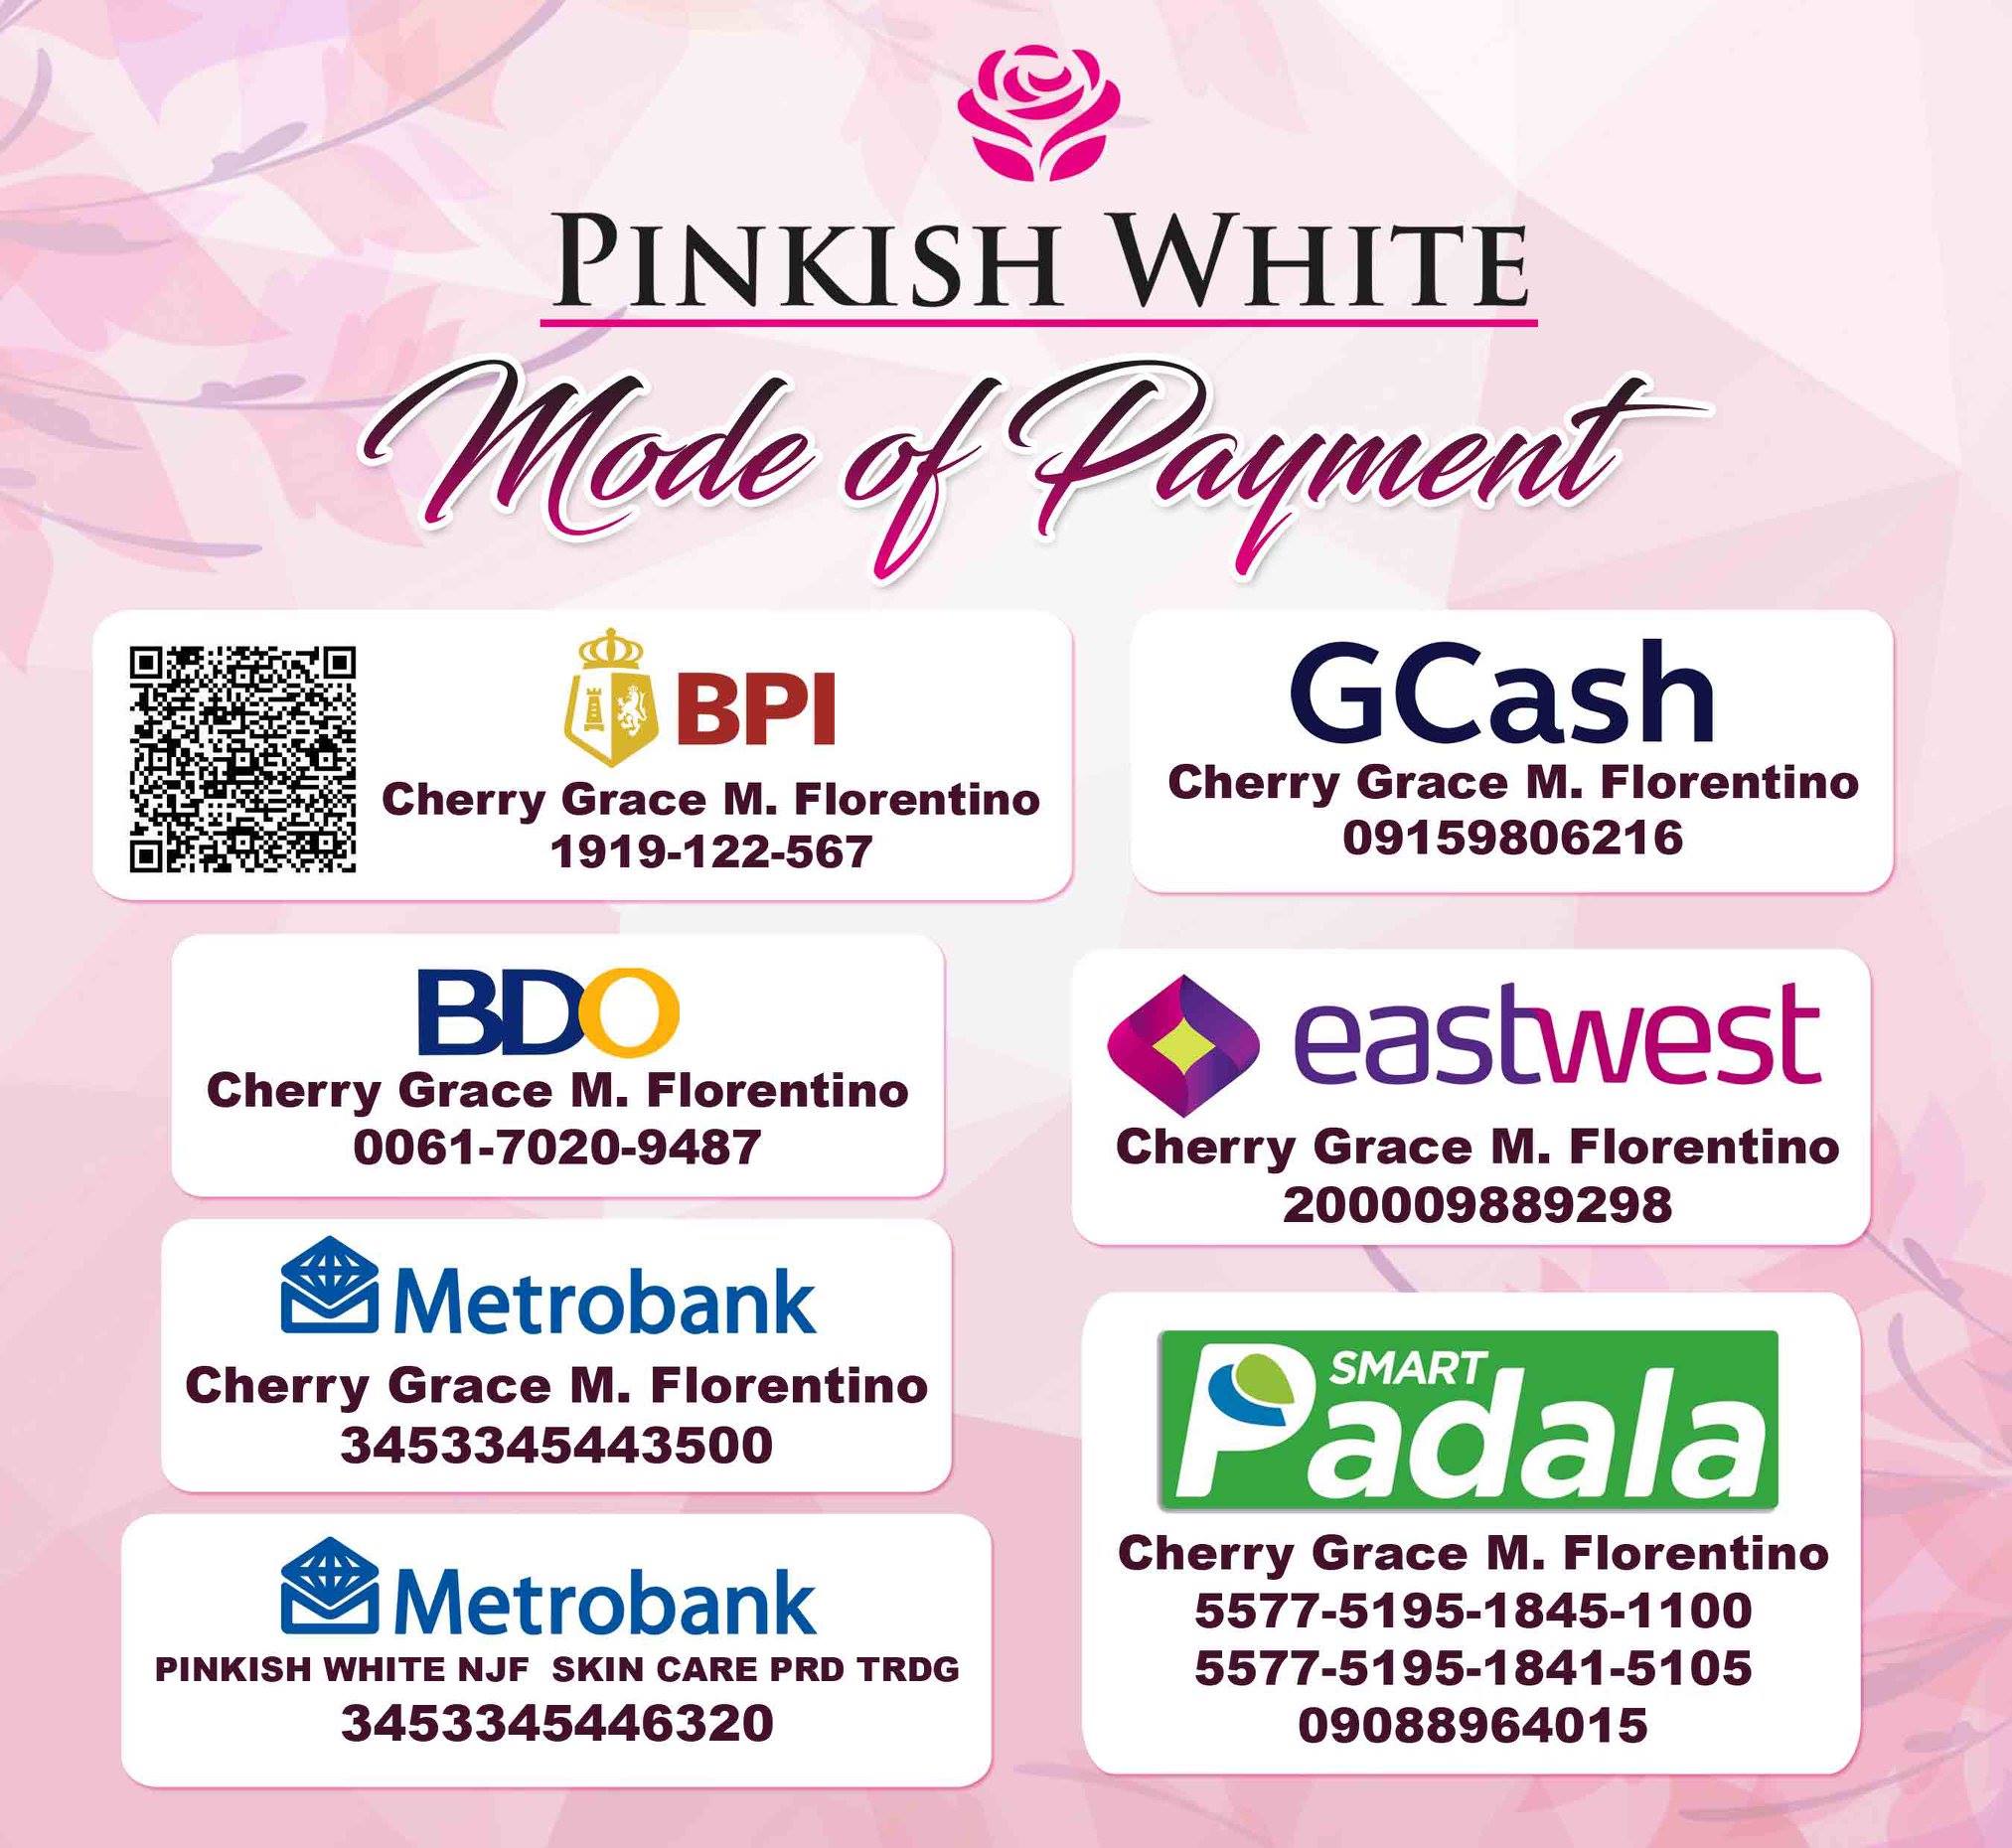 PINKISH WHITE
Mode of Payment
BPI
Cherry Grace M. Florentino
1919-122-567
GCash
Cherry Grace M. Florentino
09159806216
BDO
Cherry Grace M. Florentino
0061-7020-9487
eastwest
Cherry Grace M. Florentino
200009889298
Metrobank
Cherry Grace M. Florentino
3453345443500
Metrobank
PINKISH WHITE NJF SKIN CARE PRD TRDG
3453345446320
SMART
Padala
Cherry Grace M. Florentino
5577-5195-1845-1100
5577-5195-1841-5105
09088964015